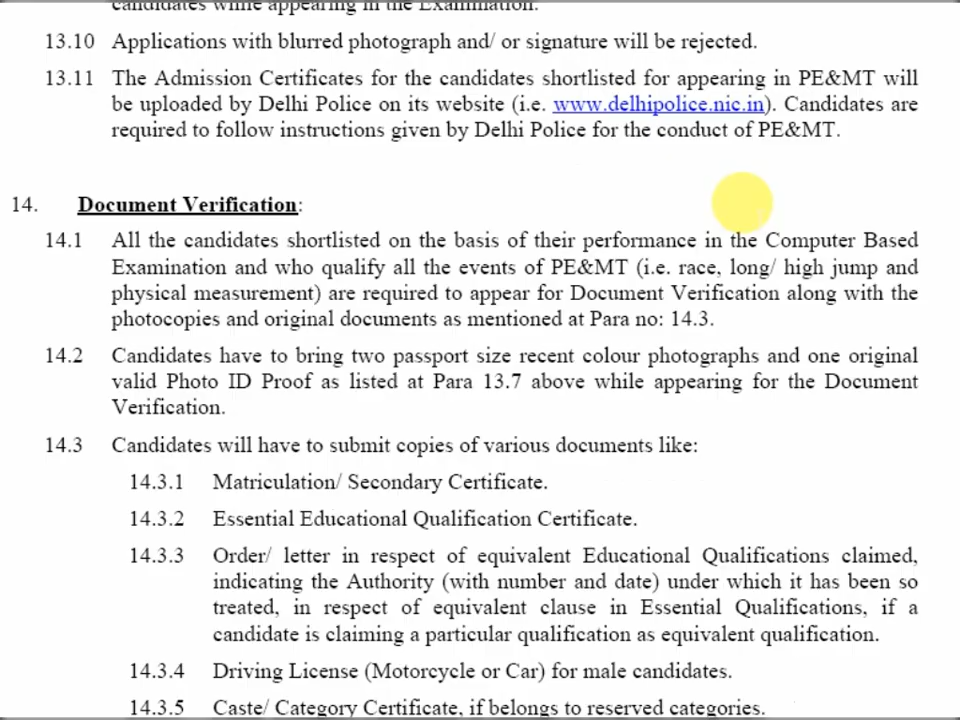 candidates while appearing in the Examination.
13.10 Applications with blurred photograph and/ or signature will be rejected.
13.11 The Admission Certificates for the candidates shortlisted for appearing in PE&MT will
be uploaded by Delhi Police on its website (i.e. www.delhipolice.nic.in). Candidates are
required to follow instructions given by Delhi Police for the conduct of PE&MT.
14. Document Verification:
14.1 All the candidates shortlisted on the basis of their performance in the Computer Based
Examination and who qualify all the events of PE&MT (i.e. race, long/ high jump and
physical measurement) are required to appear for Document Verification along with the
photocopies and original documents as mentioned at Para no: 14.3.
14.2 Candidates have to bring two passport size recent colour photographs and one original
valid Photo ID Proof as listed at Para 13.7 above while appearing for the Document
Verification.
14.3 Candidates will have to submit copies of various documents like:
14.3.1 Matriculation/ Secondary Certificate.
14.3.2 Essential Educational Qualification Certificate.
14.3.3 Order/ letter in respect of equivalent Educational Qualifications claimed,
indicating the Authority (with number and date) under which it has been so
treated, in respect of equivalent clause in Essential Qualifications, if a
candidate is claiming a particular qualification as equivalent qualification.
14.3.4 Driving License (Motorcycle or Car) for male candidates.
14.3.5 Caste/ Category Certificate, if belongs to reserved categories.